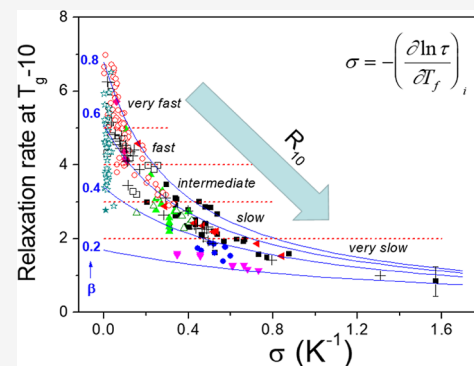 8
6
4
2
0
Relaxation rate at T_g-10
0.8
0.6
0.4
0.2
β
very fast
fast
intermediate
slow
very slow
R_10
σ = -(∂ ln τ / ∂T_f)_i
0.0 0.4 0.8 1.2 1.6
σ (K^-1)